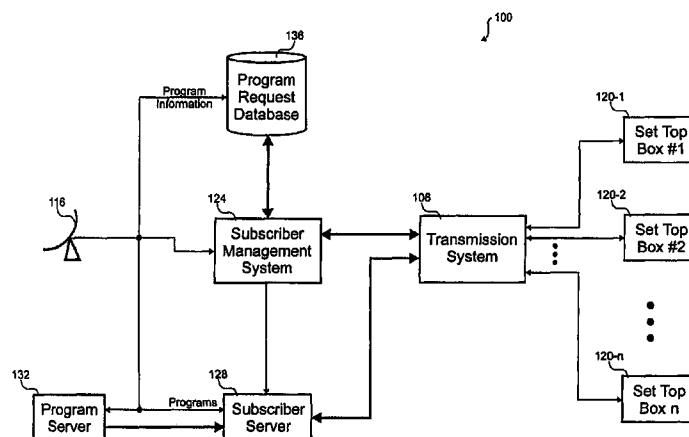 100
136
Program
Request
Database
Program
Information
120-1
Set Top
Box #1
116
124
Subscriber
Management
System
108
Transmission
System
120-2
Set Top
Box #2
120-n
Set Top
Box n
132
Program
Server
Programs
128
Subscriber
Server